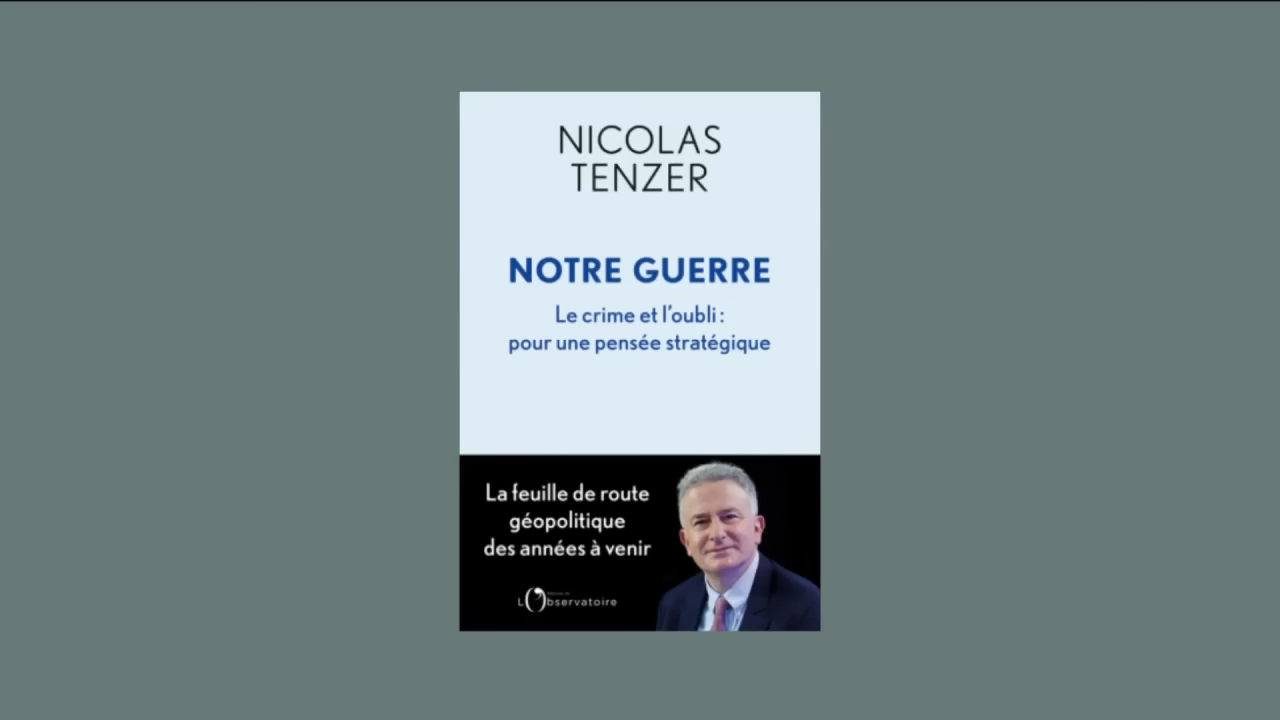 NICOLAS
TENZER
NOTRE GUERRE
Le crime et l'oubli :
pour une pensée stratégique
La feuille de route
géopolitique
des années à venir
L'Observatoire